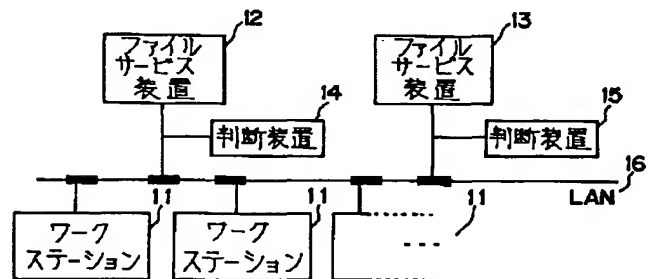 12
ファイル
サービス
装置
14
判断装置
13
ファイル
サービス
装置
15
判断装置
LAN 16
11
ワーク
ステーション
11
ワーク
ステーション
11